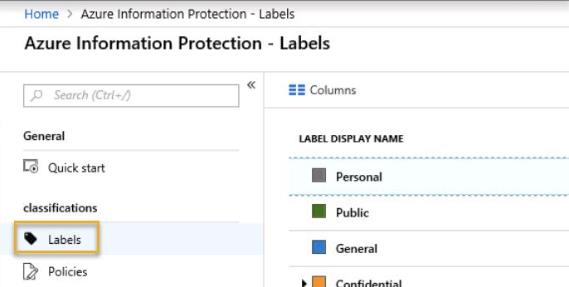 Home > Azure Information Protection - Labels
Azure Information Protection - Labels
Search (Ctrl+/)
«
Columns
General
LABEL DISPLAY NAME
Quick start
Personal
classifications
Public
Labels
General
Policies
Confidential